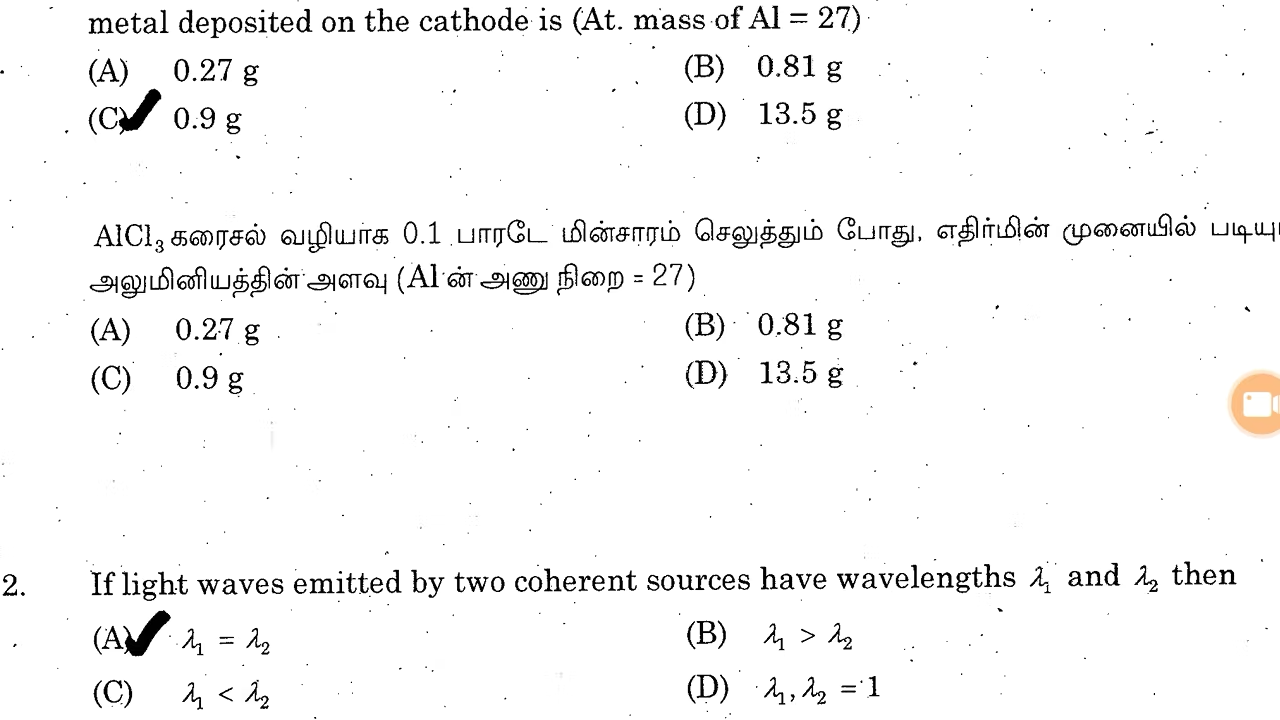 metal deposited on the cathode is (At. mass of Al = 27)
(A) 0.27 g (B) 0.81 g
(C) 0.9 g (D) 13.5 g
AlCl₃ கரைசல் வழியாக 0.1 பாரடே மின்சாரம் செலுத்தும் போது, எதிர்மின் முனையில்
அலுமினியத்தின் அளவு (Al ன் அணு நிறை = 27)
(A) 0.27 g (B) 0.81 g
(C) 0.9 g (D) 13.5 g
2. If light waves emitted by two coherent sources have wavelengths λ₁ and λ₂ then
(A) λ₁ = λ₂ (B) λ₁ > λ₂
(C) λ₁ < λ₂ (D) λ₁, λ₂ = 1